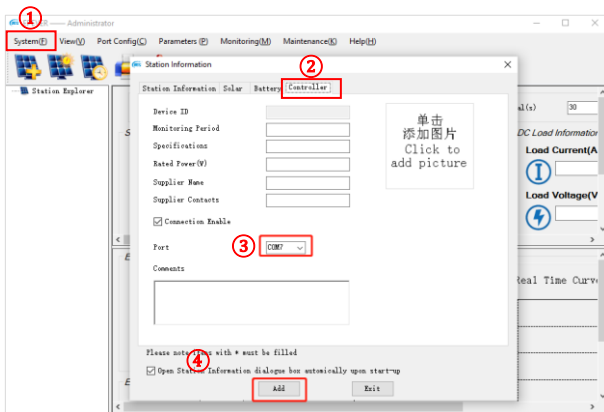 ①
Administrator
System(F) View(V) Port Config(C) Parameters (P) Monitoring(M) Maintenance(K) Help(H)
Station Information
②
Station Explorer
Station Information Solar Battery Controller
Device ID
Monitoring Period
Specifications
Rated Power(W)
Supplier Name
Supplier Contacts
单击
添加图片
Click to
add picture
Connection Enable
③
Port
COM7
Comments
Please note items with * must be filled
④
Open Station Information dialogue box automically upon start-up
Add Exit
al(s) 30
DC Load Information
Load Current(A
Load Voltage(V
Real Time Curv